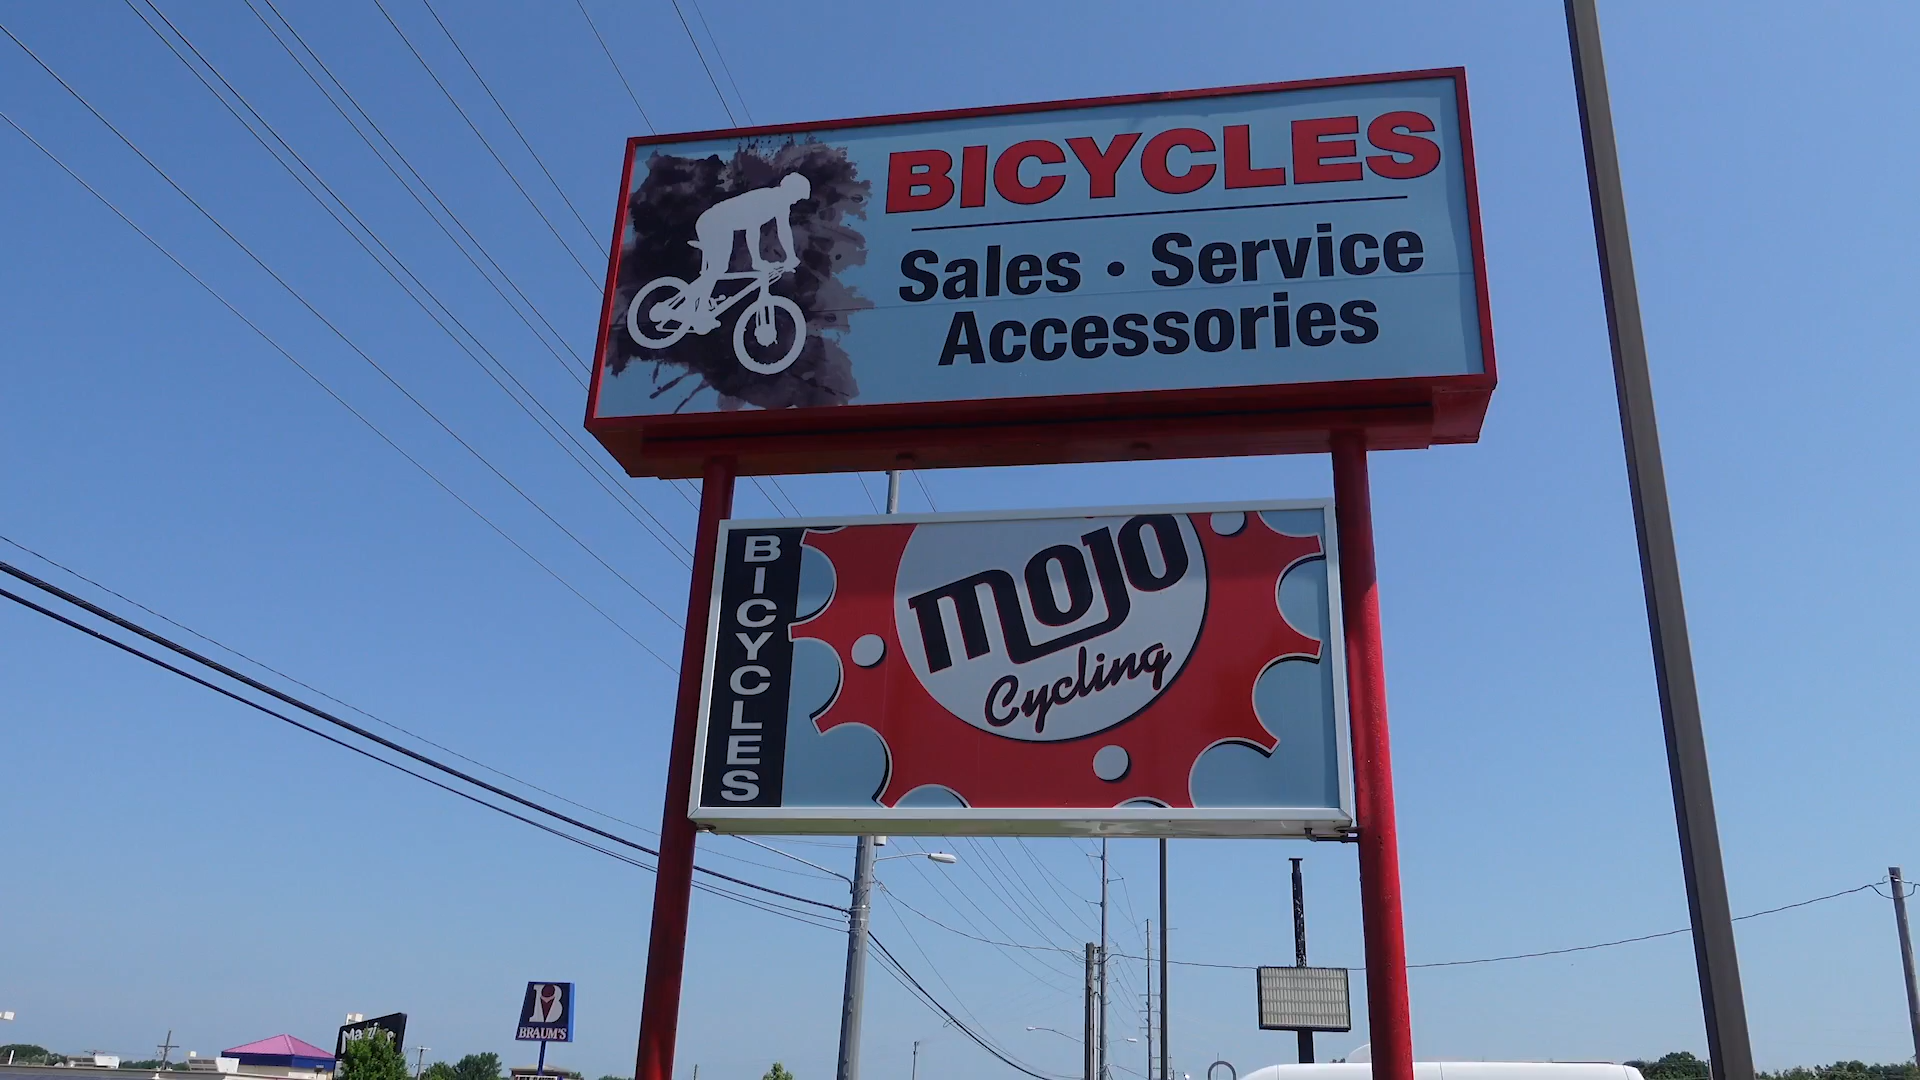 BICYCLES
Sales • Service
Accessories
BICYCLES
mojo
Cycling
B
BRAUM'S